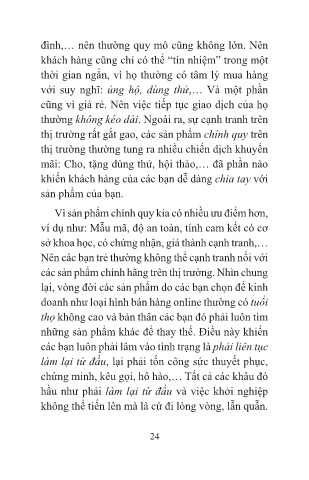 đình,… nên thường quy mô cũng không lớn. Nên
khách hàng cũng chỉ có thể “tín nhiệm” trong một
thời gian ngắn, vì họ thường có tâm lý mua hàng
với suy nghĩ: ủng hộ, dùng thử,… Và một phần
cũng vì giá rẻ. Nên việc tiếp tục giao dịch của họ
thường không kéo dài. Ngoài ra, sự cạnh tranh trên
thị trường rất gắt gao, các sản phẩm chính quy trên
thị trường thường tung ra nhiều chiến dịch khuyến
mãi: Cho, tặng dùng thử, hội thảo,… đã phần nào
khiến khách hàng của các bạn dễ dàng chia tay với
sản phẩm của bạn.
Vì sản phẩm chính quy kia có nhiều ưu điểm hơn,
ví dụ như: Mẫu mã, độ an toàn, tính cam kết có cơ
sở khoa học, có chứng nhận, giá thành cạnh tranh,…
Nên các bạn trẻ thường không thể cạnh tranh nổi với
các sản phẩm chính hãng trên thị trường. Nhìn chung
lại, vòng đời các sản phẩm do các bạn chọn để kinh
doanh như loại hình bán hàng online thường có tuổi
thọ không cao và bản thân các bạn đó phải luôn tìm
những sản phẩm khác để thay thế. Điều này khiến
các bạn luôn phải lâm vào tình trạng là phải liên tục
làm lại từ đầu, lại phải tốn công sức thuyết phục,
chứng minh, kêu gọi, hô hào,… Tất cả các khâu đó
hầu như phải làm lại từ đầu và việc khởi nghiệp
không thể tiến lên mà là cứ đi lòng vòng, lẩn quẩn.
24